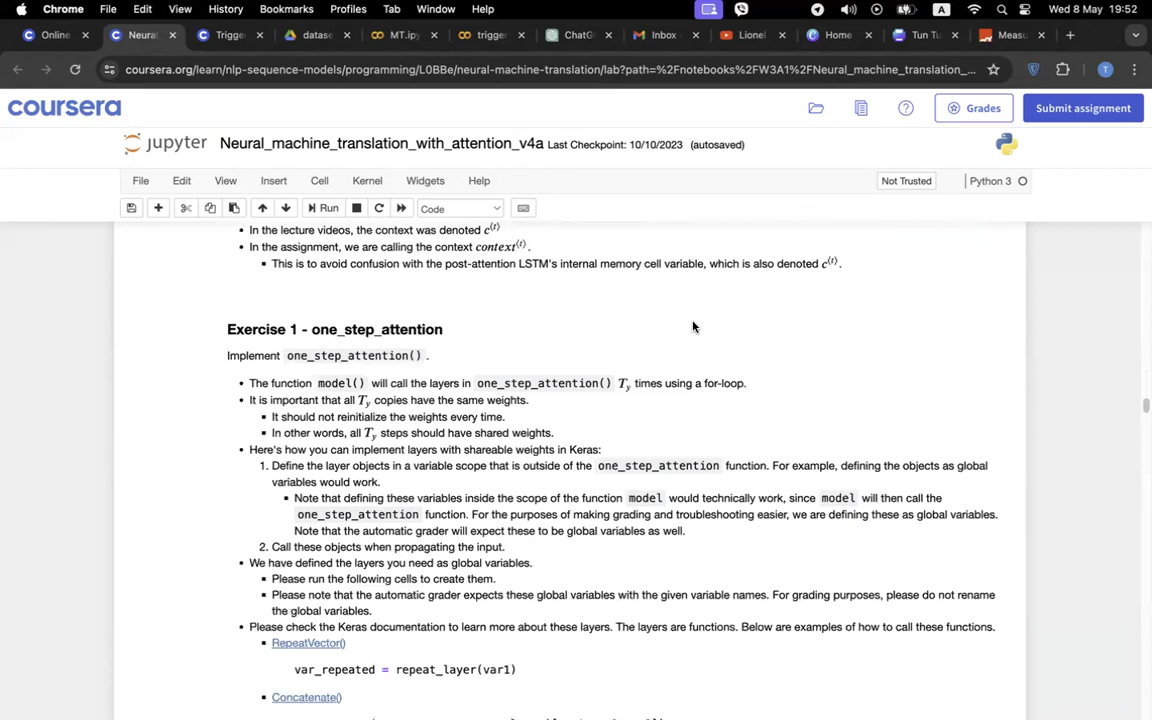 Chrome File Edit View History Bookmarks Profiles Tab Window Help A Wed 8 May 19:52
Online Neural Trigge datase MT.ipy trigger ChatG Inbox Lionel Home Tun Tu Measu
coursera.org/learn/nlp-sequence-models/programming/L0BBe/neural-machine-translation/lab?path=%2Fnotebooks%2FW3A1%2FNeural_machine_translation_... T
coursera Grades Submit assignment
jupyter Neural_machine_translation_with_attention_v4a Last Checkpoint: 10/10/2023 (autosaved)
File Edit View Insert Cell Kernel Widgets Help Not Trusted Python 3
Run Code
• In the lecture videos, the context was denoted c⟨t⟩
• In the assignment, we are calling the context context⟨t⟩.
▪ This is to avoid confusion with the post-attention LSTM's internal memory cell variable, which is also denoted c⟨t⟩.
Exercise 1 - one_step_attention
Implement one_step_attention() .
• The function model() will call the layers in one_step_attention() Ty times using a for-loop.
• It is important that all Ty copies have the same weights.
▪ It should not reinitialize the weights every time.
▪ In other words, all Ty steps should have shared weights.
• Here's how you can implement layers with shareable weights in Keras:
1. Define the layer objects in a variable scope that is outside of the one_step_attention function. For example, defining the objects as global
variables would work.
▪ Note that defining these variables inside the scope of the function model would technically work, since model will then call the
one_step_attention function. For the purposes of making grading and troubleshooting easier, we are defining these as global variables.
Note that the automatic grader will expect these to be global variables as well.
2. Call these objects when propagating the input.
• We have defined the layers you need as global variables.
▪ Please run the following cells to create them.
▪ Please note that the automatic grader expects these global variables with the given variable names. For grading purposes, please do not rename
the global variables.
• Please check the Keras documentation to learn more about these layers. The layers are functions. Below are examples of how to call these functions.
▪ RepeatVector()
var_repeated = repeat_layer(var1)
▪ Concatenate()